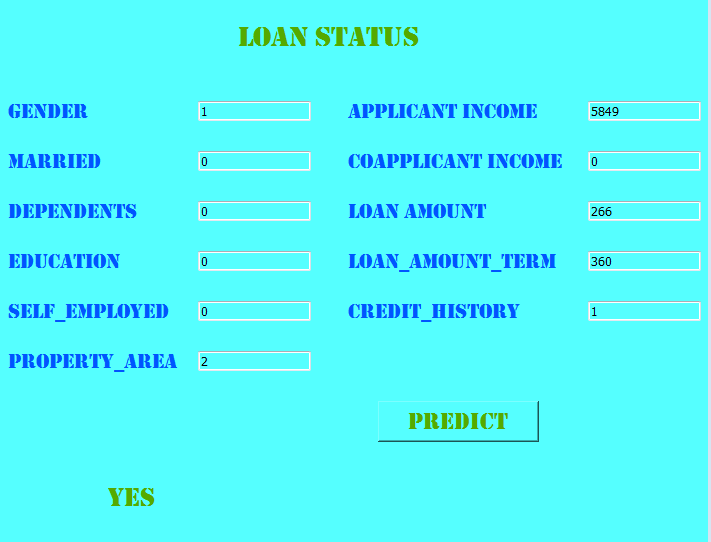 LOAN STATUS
GENDER 1 APPLICANT INCOME 5849
MARRIED 0 COAPPLICANT INCOME 0
DEPENDENTS 0 LOAN AMOUNT 266
EDUCATION 0 LOAN_AMOUNT_TERM 360
SELF_EMPLOYED 0 CREDIT_HISTORY 1
PROPERTY_AREA 2
PREDICT
YES